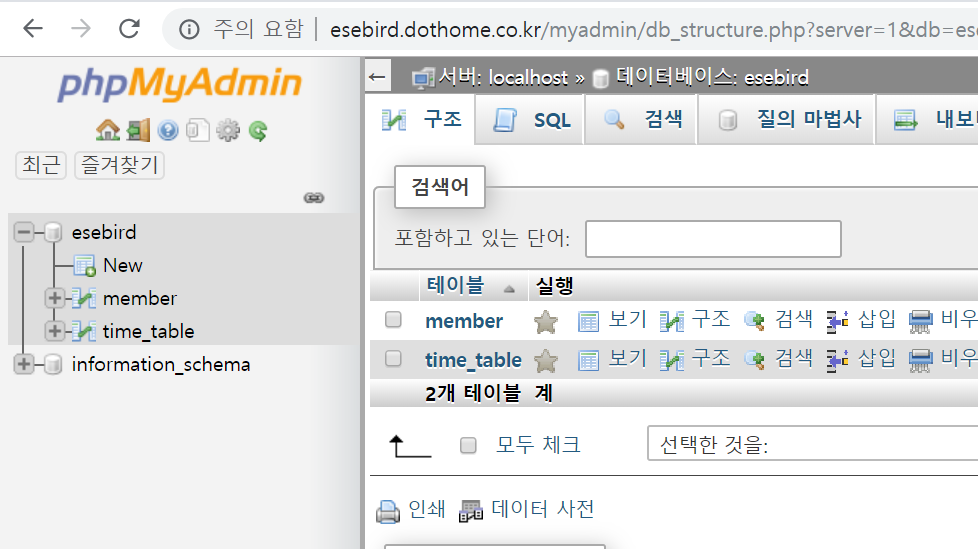 주의 요함 esebird.dothome.co.kr/myadmin/db_structure.php?server=1&db=ese
phpMyAdmin
최근 즐겨찾기
esebird
New
member
time_table
information_schema
서버: localhost » 데이터베이스: esebird
구조 SQL 검색 질의 마법사 내보
검색어
포함하고 있는 단어:
테이블 실행
member 보기 구조 검색 삽입 비우
time_table 보기 구조 검색 삽입 비우
2개 테이블 계
모두 체크 선택한 것을:
인쇄 데이터 사전